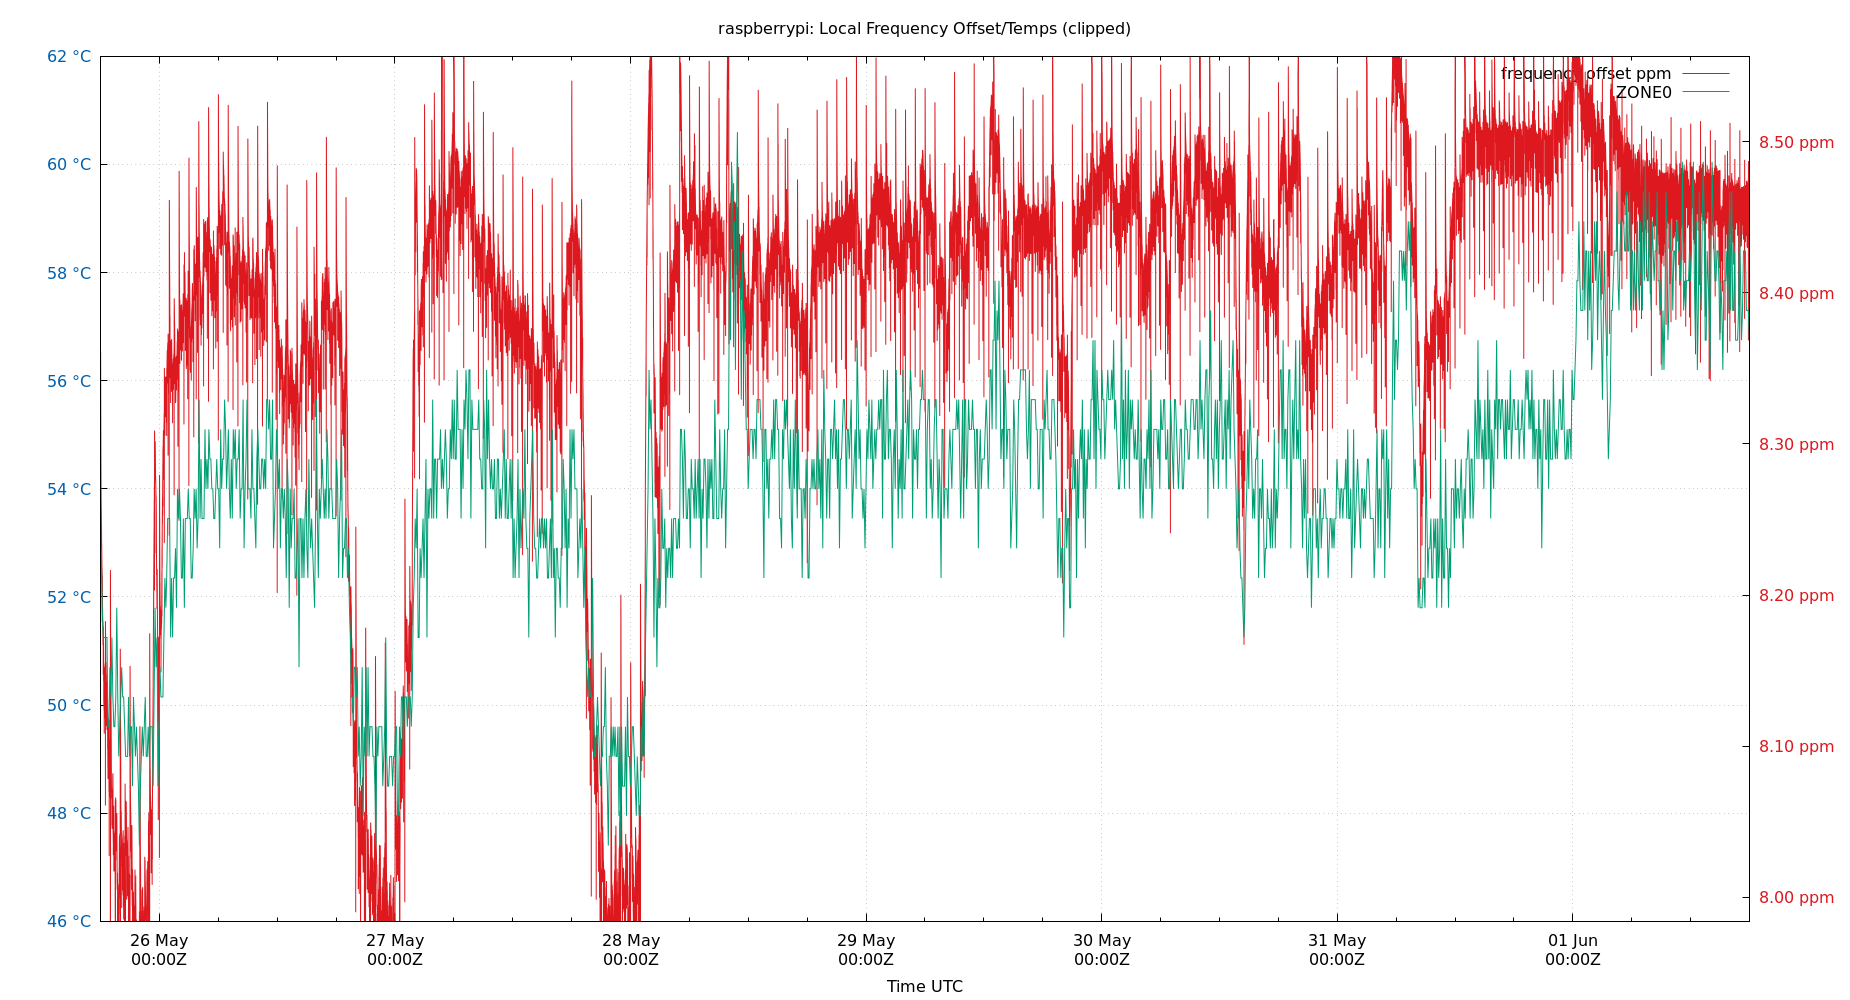 raspberrypi: Local Frequency Offset/Temps (clipped)
62 °C
60 °C
58 °C
56 °C
54 °C
52 °C
50 °C
48 °C
46 °C
frequency offset ppm
ZONE0
8.50 ppm
8.40 ppm
8.30 ppm
8.20 ppm
8.10 ppm
8.00 ppm
26 May 27 May 28 May 29 May 30 May 31 May 01 Jun
00:00Z 00:00Z 00:00Z 00:00Z 00:00Z 00:00Z 00:00Z
Time UTC